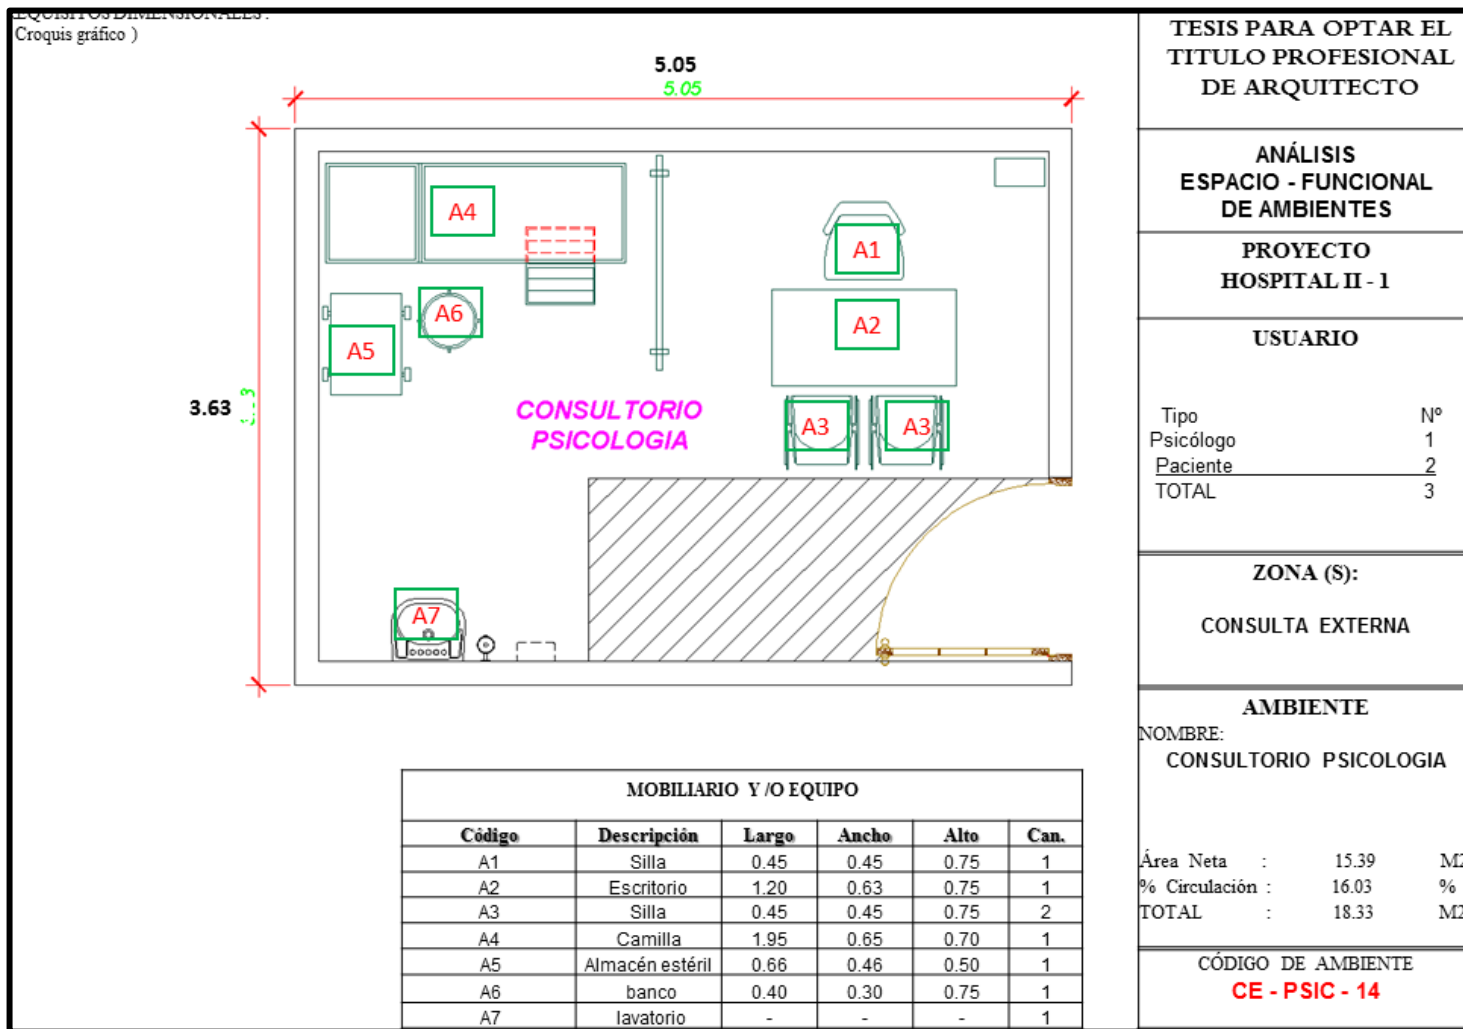 REQUISITOS DIMENSIONALES :
Croquis gráfico )
5.05
5.05
3.63
A4
A1
A6
A2
A5
A3
A3
CONSULTORIO
PSICOLOGIA
A7
TESIS PARA OPTAR EL
TITULO PROFESIONAL
DE ARQUITECTO
ANÁLISIS
ESPACIO - FUNCIONAL
DE AMBIENTES
PROYECTO
HOSPITAL II - 1
USUARIO
Tipo Nº
Psicólogo 1
Paciente 2
TOTAL 3
ZONA (S):
CONSULTA EXTERNA
AMBIENTE
NOMBRE:
CONSULTORIO PSICOLOGIA
Área Neta : 15.39 M2
% Circulación : 16.03 %
TOTAL : 18.33 M2
CÓDIGO DE AMBIENTE
CE - PSIC - 14
MOBILIARIO Y /O EQUIPO
Código Descripción Largo Ancho Alto Can.
A1 Silla 0.45 0.45 0.75 1
A2 Escritorio 1.20 0.63 0.75 1
A3 Silla 0.45 0.45 0.75 2
A4 Camilla 1.95 0.65 0.70 1
A5 Almacén estéril 0.66 0.46 0.50 1
A6 banco 0.40 0.30 0.75 1
A7 lavatorio - - - 1